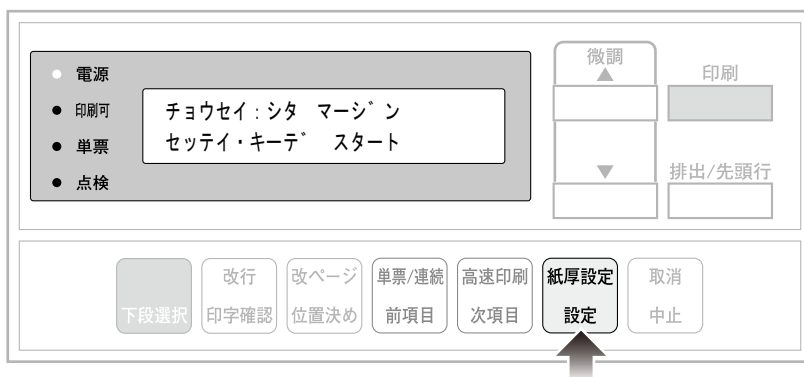 電源
印刷可
単票
点検
チョウセイ:シタ マージ゛ン
セッテイ・キーデ゛ スタート
微調
▲
▼
印刷
排出/先頭行
下段選択
改行
印字確認
改ページ
位置決め
単票/連続
前項目
高速印刷
次項目
紙厚設定
設定
取消
中止